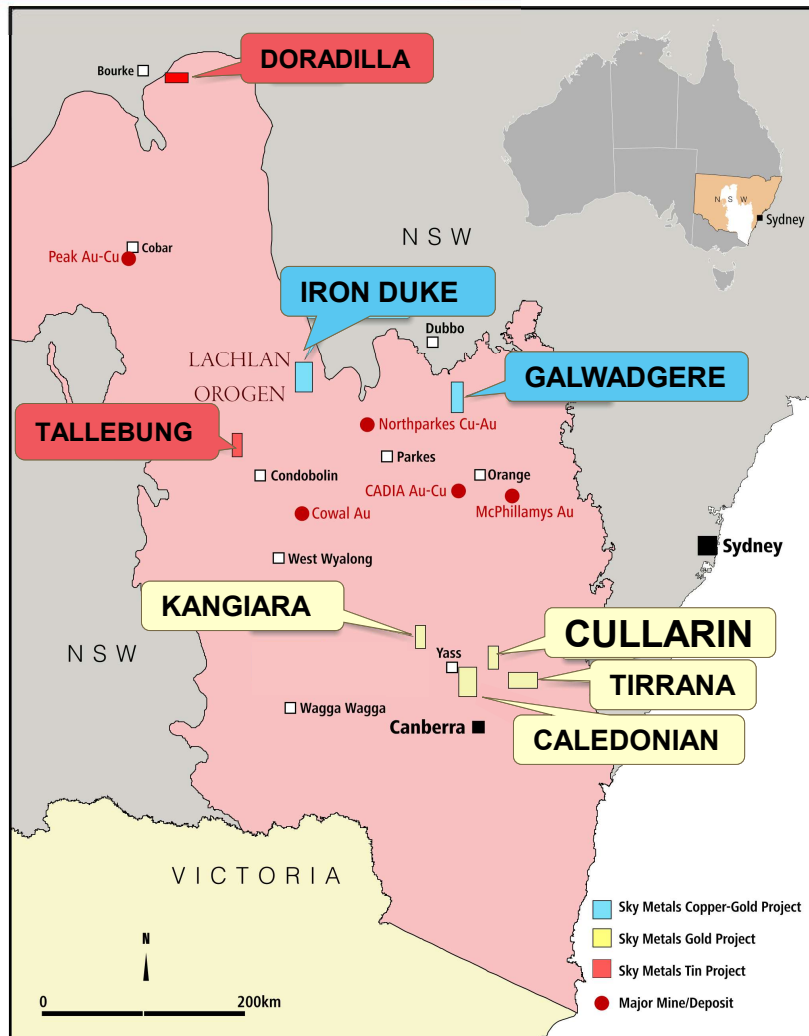 Bourke
DORADILLA
N S W
Sydney
NSW
Cobar
Peak Au-Cu
IRON DUKE
Dubbo
LACHLAN
OROGEN
GALWADGERE
TALLEBUNG
Northparkes Cu-Au
Parkes
Condobolin
Orange
CADIA Au-Cu
McPhillamys Au
Cowal Au
Sydney
West Wyalong
KANGIARA
CULLARIN
NSW
Yass
TIRRANA
Wagga Wagga
Canberra
CALEDONIAN
VICTORIA
Sky Metals Copper-Gold Project
Sky Metals Gold Project
Sky Metals Tin Project
Major Mine/Deposit
N
0 200km